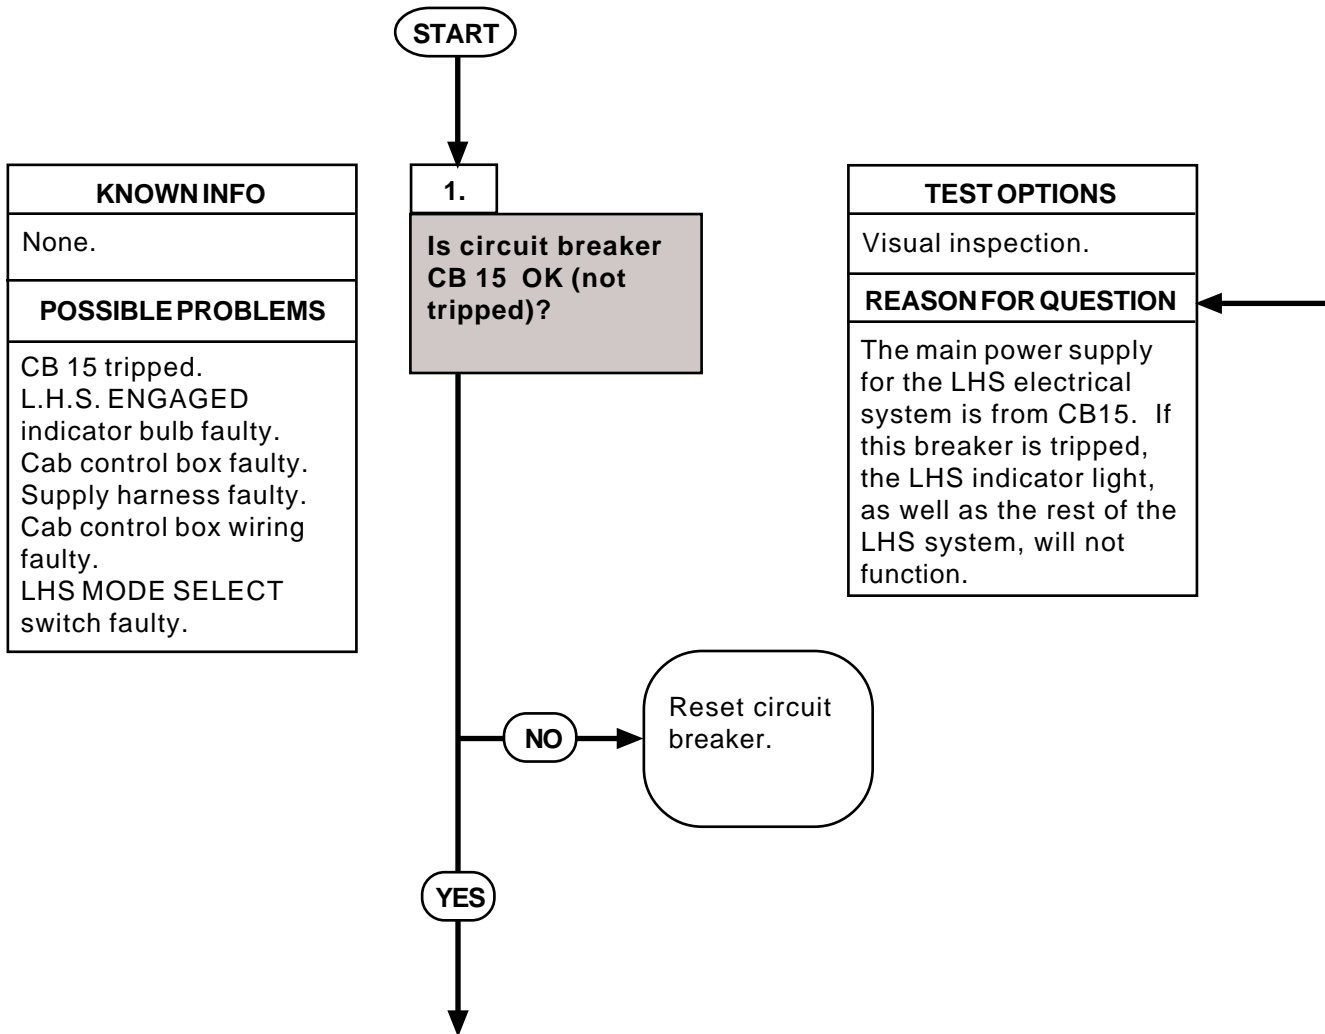 START
KNOWN INFO
None.
POSSIBLE PROBLEMS
CB 15 tripped.
L.H.S. ENGAGED
indicator bulb faulty.
Cab control box faulty.
Supply harness faulty.
Cab control box wiring
faulty.
LHS MODE SELECT
switch faulty.
1.
Is circuit breaker
CB 15 OK (not
tripped)?
TEST OPTIONS
Visual inspection.
REASON FOR QUESTION
The main power supply
for the LHS electrical
system is from CB15. If
this breaker is tripped,
the LHS indicator light,
as well as the rest of the
LHS system, will not
function.
NO
Reset circuit
breaker.
YES